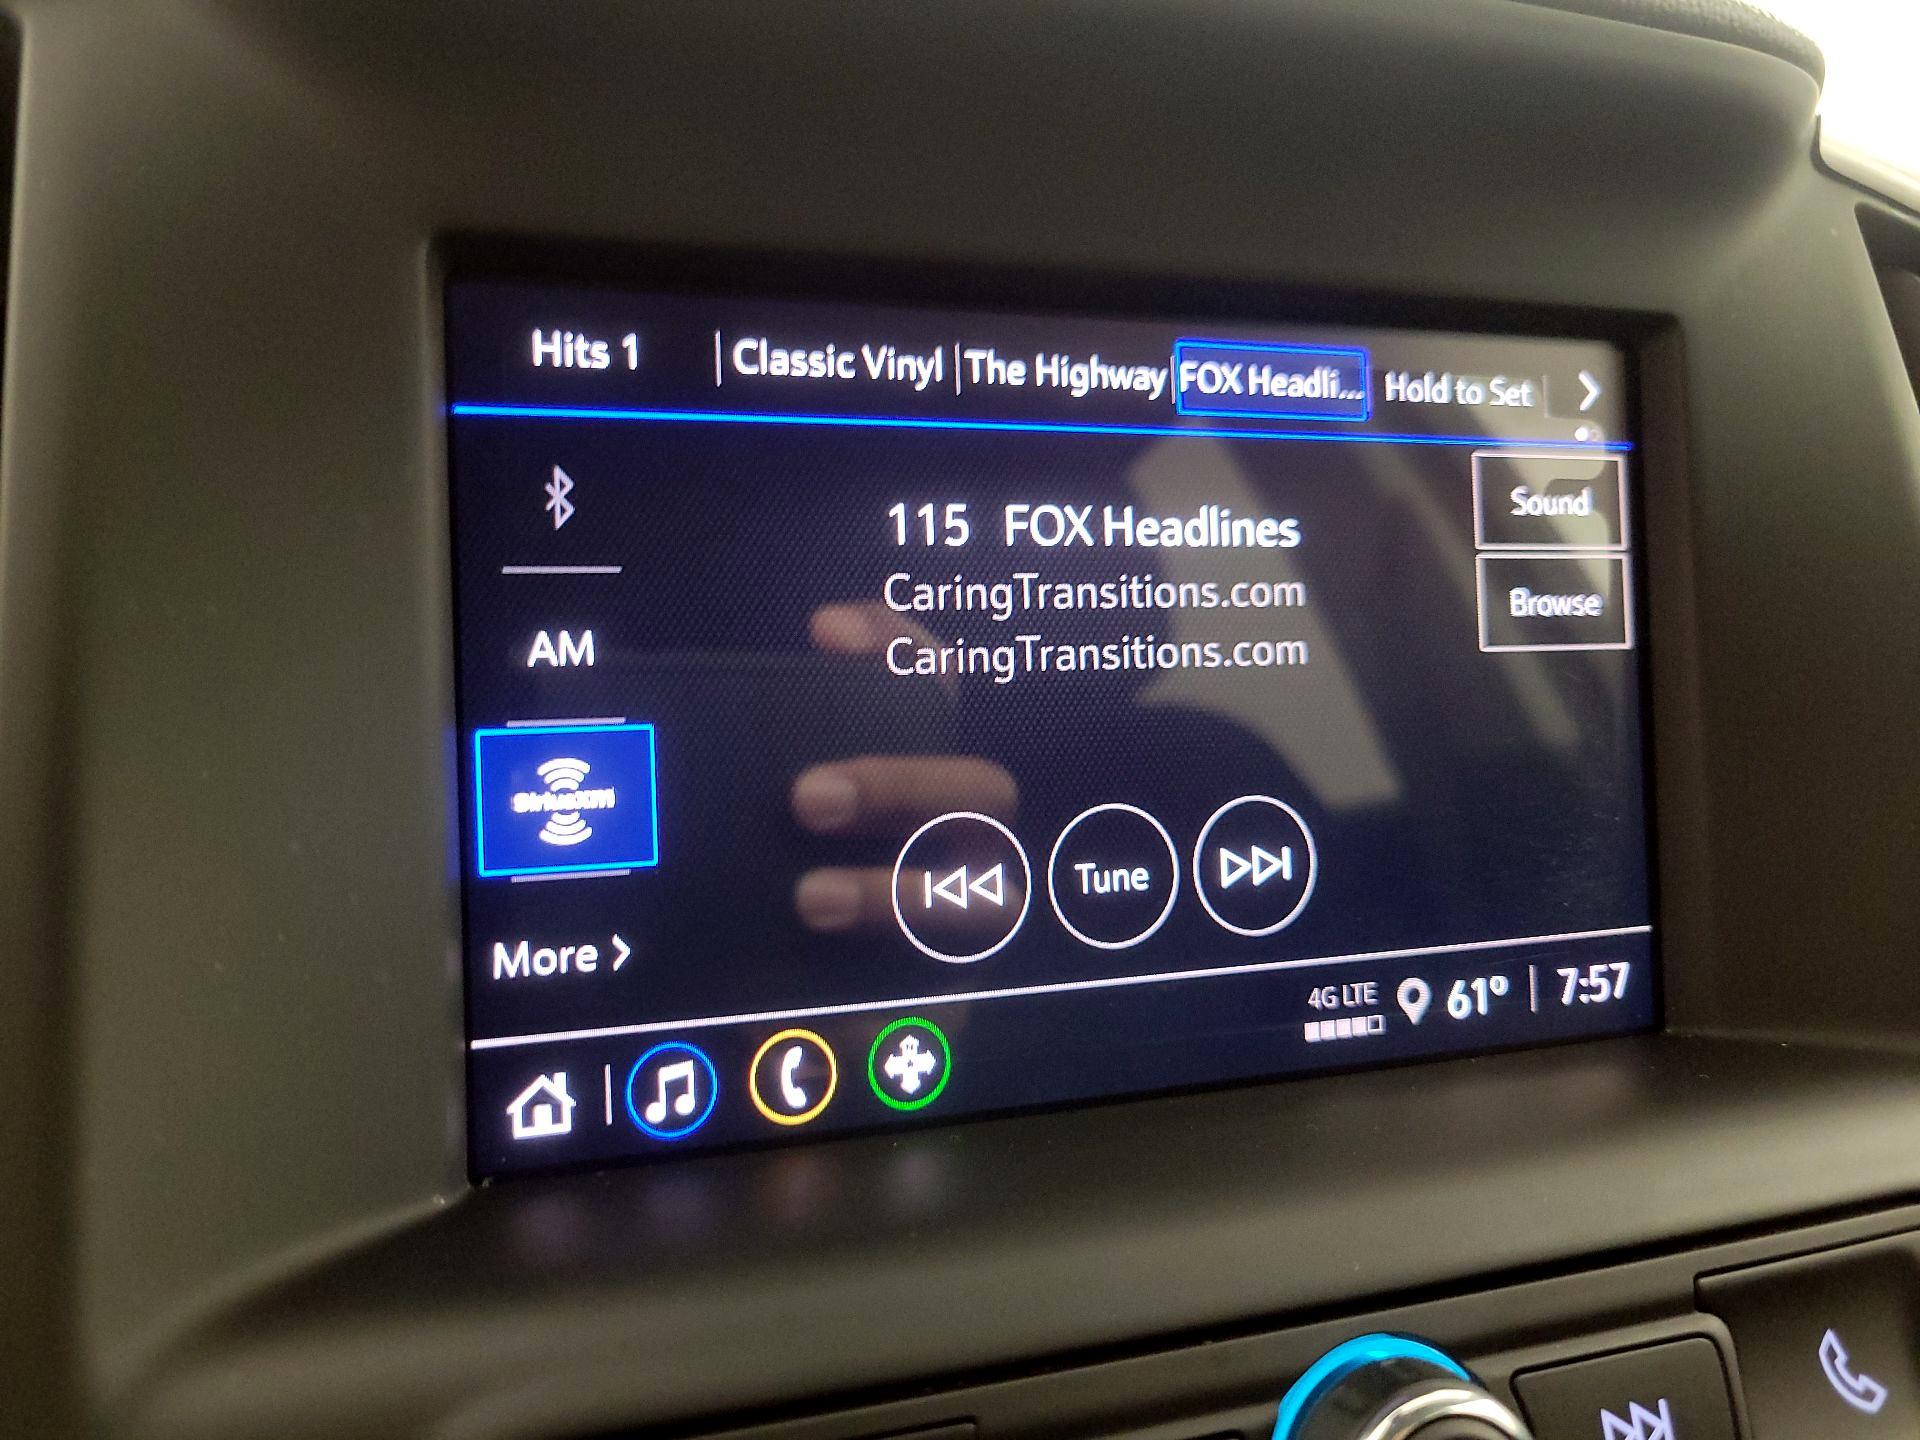 Hits 1
Classic Vinyl
The Highway
FOX Headli...
Hold to Set
Sound
Browse
115 FOX Headlines
CaringTransitions.com
CaringTransitions.com
AM
SiriusXM
More
Tune
4G LTE
61°
7:57